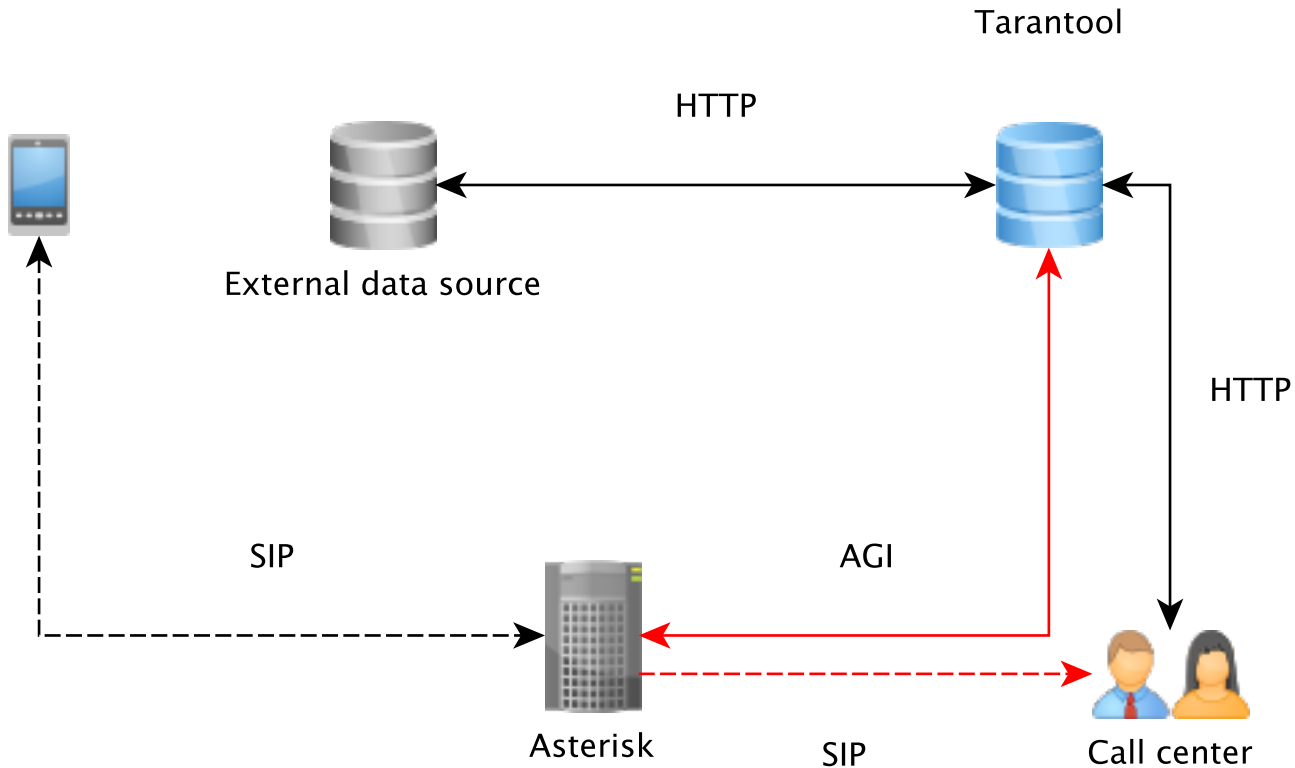 Tarantool
HTTP
External data source
HTTP
SIP
AGI
Asterisk
SIP
Call center